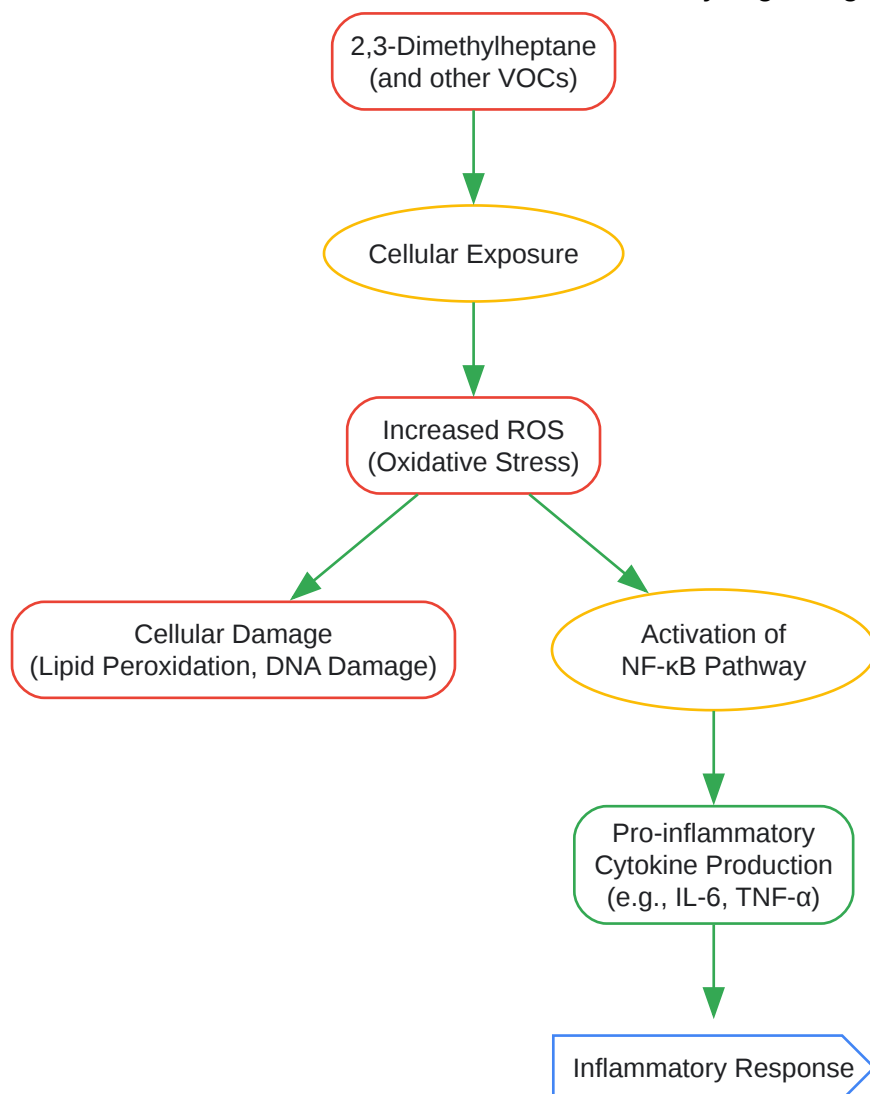 2,3-Dimethylheptane
(and other VOCs)
Cellular Exposure
Increased ROS
(Oxidative Stress)
Cellular Damage
(Lipid Peroxidation, DNA Damage)
Activation of
NF-κB Pathway
Pro-inflammatory
Cytokine Production
(e.g., IL-6, TNF-α)
Inflammatory Response